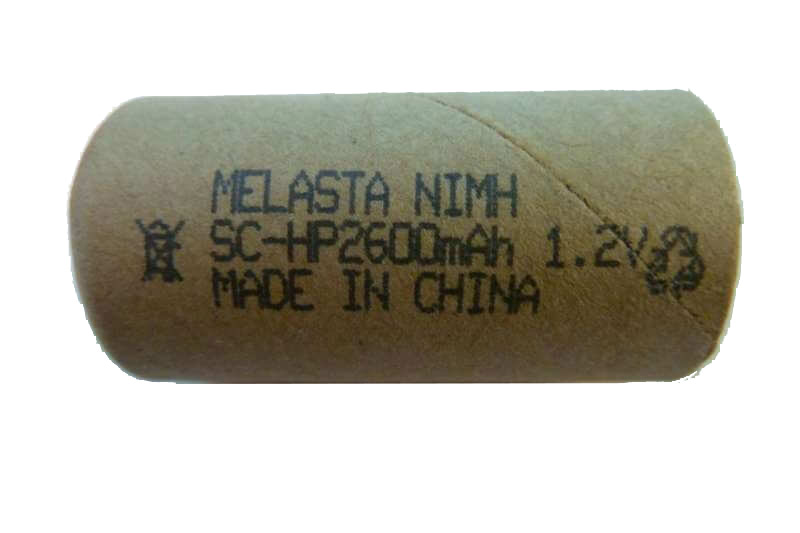 MELASTA NIMH
SC-HP2600mAh 1.2V
MADE IN CHINA